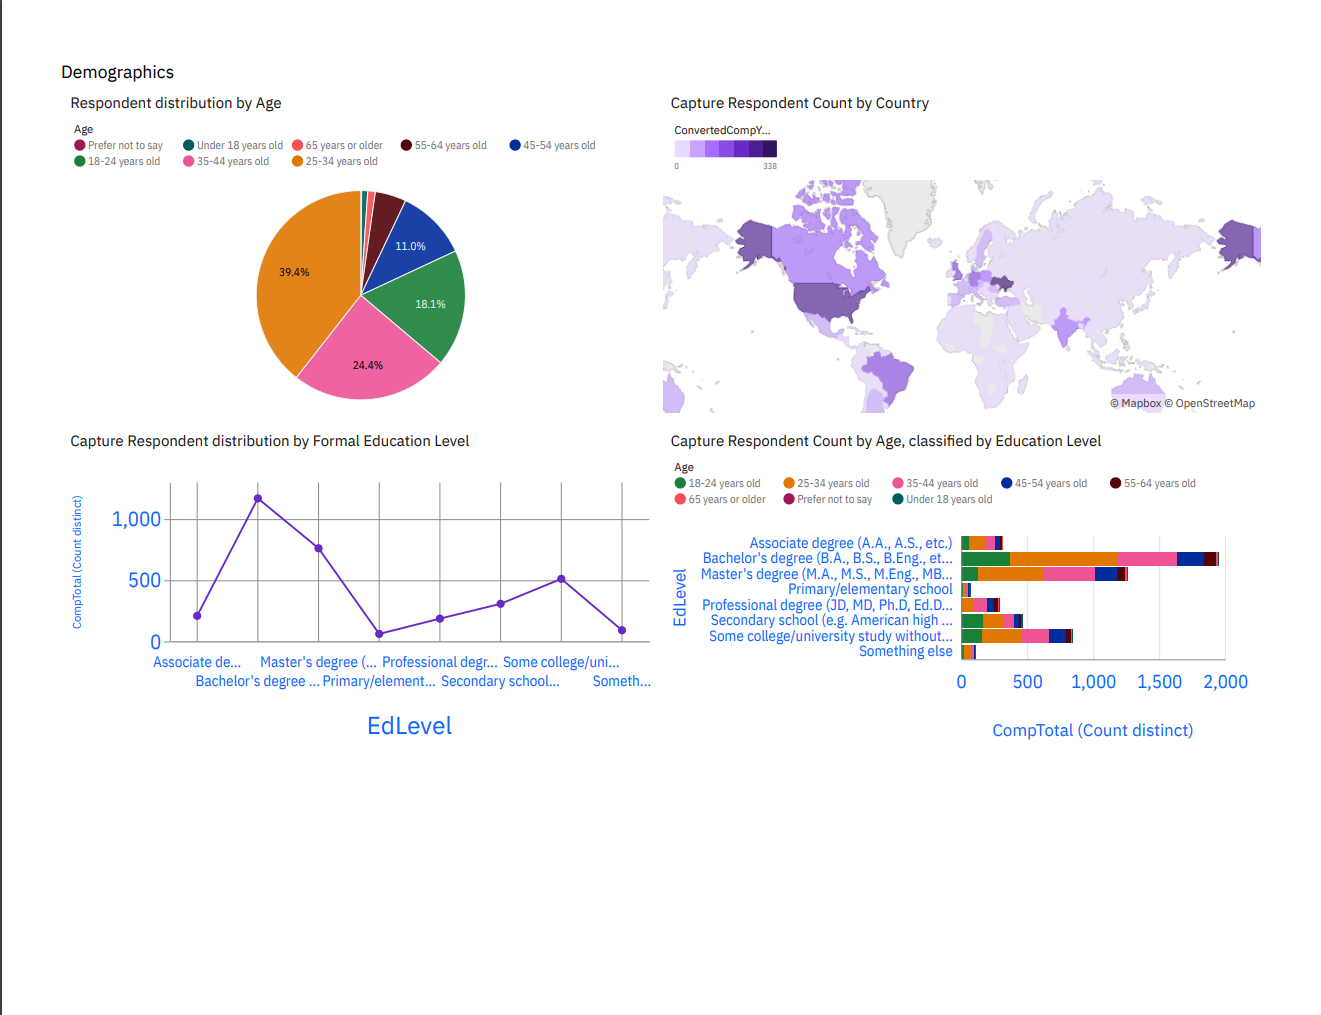 Demographics
Respondent distribution by Age
Age
Prefer not to say
Under 18 years old
65 years or older
55-64 years old
45-54 years old
18-24 years old
35-44 years old
25-34 years old
39.4%
11.0%
18.1%
24.4%
Capture Respondent Count by Country
ConvertedCompY...
0
338
© Mapbox © OpenStreetMap
Capture Respondent distribution by Formal Education Level
CompTotal (Count distinct)
1,000
500
0
Associate de...
Master's degree (...
Professional degr...
Some college/uni...
Bachelor's degree ...
Primary/element...
Secondary school...
Someth...
EdLevel
Capture Respondent Count by Age, classified by Education Level
Age
18-24 years old
25-34 years old
35-44 years old
45-54 years old
55-64 years old
65 years or older
Prefer not to say
Under 18 years old
EdLevel
Associate degree (A.A., A.S., etc.)
Bachelor's degree (B.A., B.S., B.Eng., et...
Master's degree (M.A., M.S., M.Eng., MB...
Primary/elementary school
Professional degree (JD, MD, Ph.D, Ed.D...
Secondary school (e.g. American high ...
Some college/university study without...
Something else
0
500
1,000
1,500
2,000
CompTotal (Count distinct)